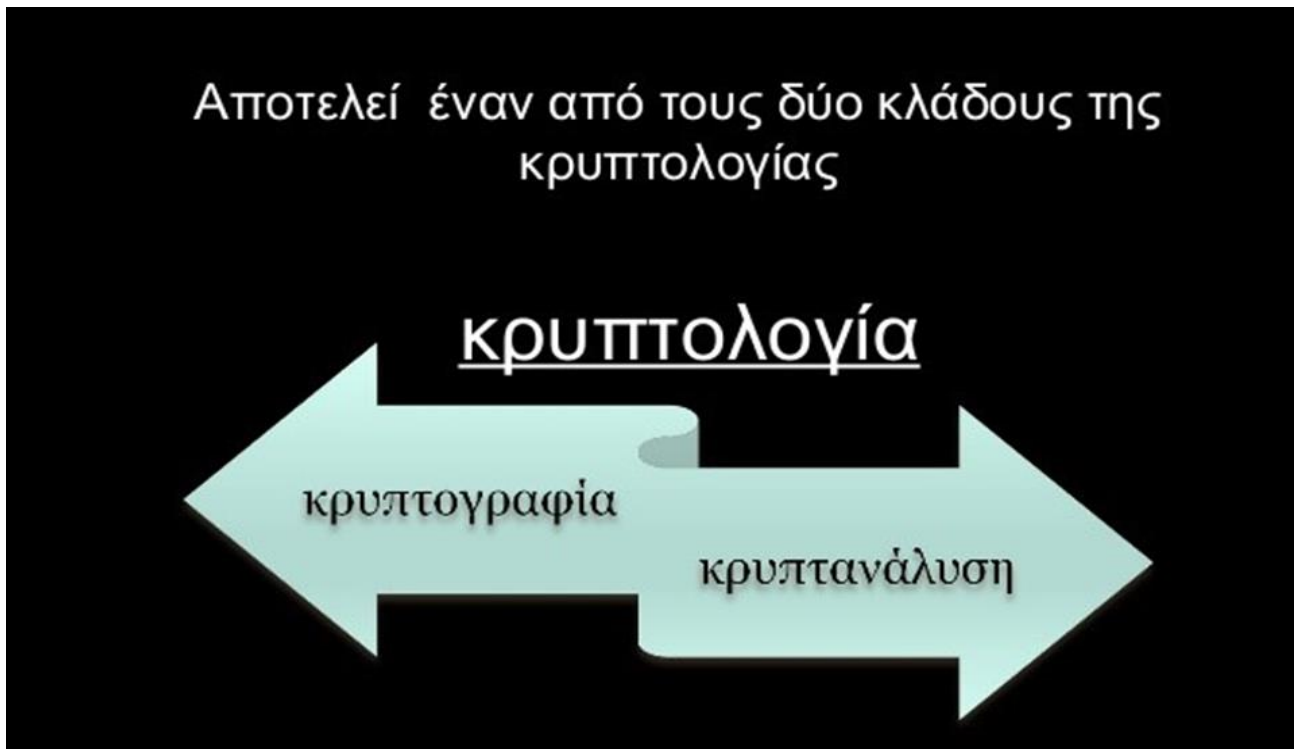 Αποτελεί έναν από τους δύο κλάδους της
κρυπτολογίας
κρυπτολογία
κρυπτογραφία
κρυπτανάλυση